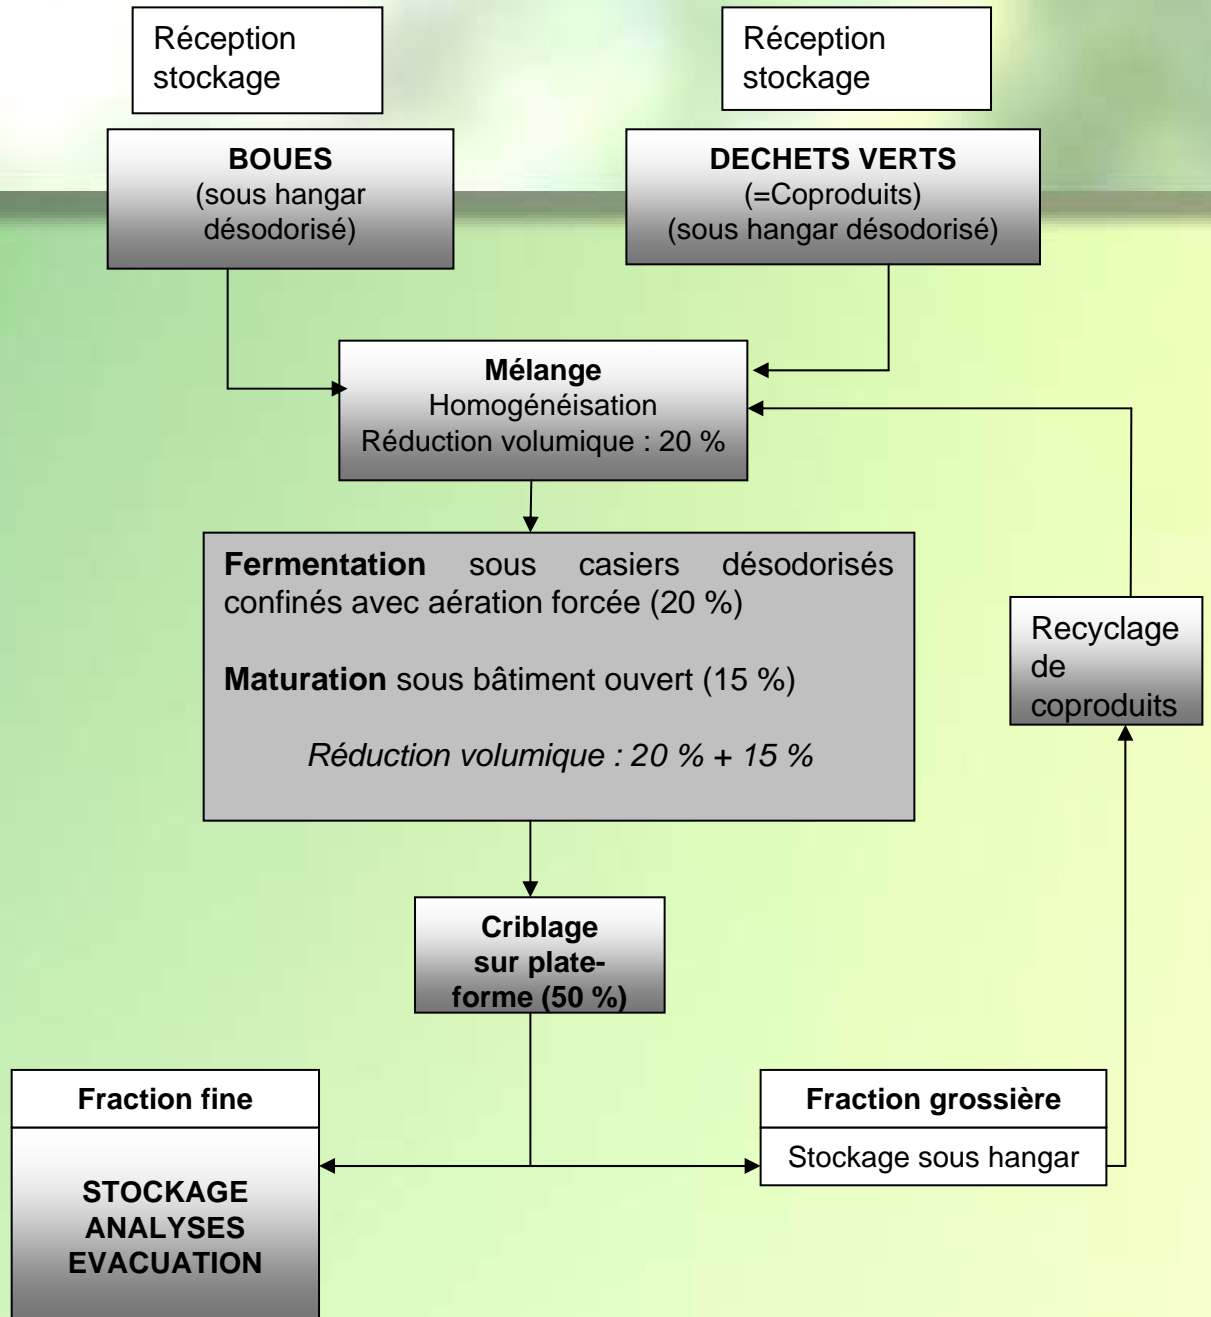 Réception
stockage
Réception
stockage
BOUES
(sous hangar
désodorisé)
DECHETS VERTS
(=Coproduits)
(sous hangar désodorisé)
Mélange
Homogénéisation
Réduction volumique : 20 %
Fermentation sous casiers désodorisés
confinés avec aération forcée (20 %)
Maturation sous bâtiment ouvert (15 %)
Réduction volumique : 20 % + 15 %
Recyclage
de
coproduits
Criblage
sur plate-
forme (50 %)
Fraction fine
STOCKAGE
ANALYSES
EVACUATION
Fraction grossière
Stockage sous hangar